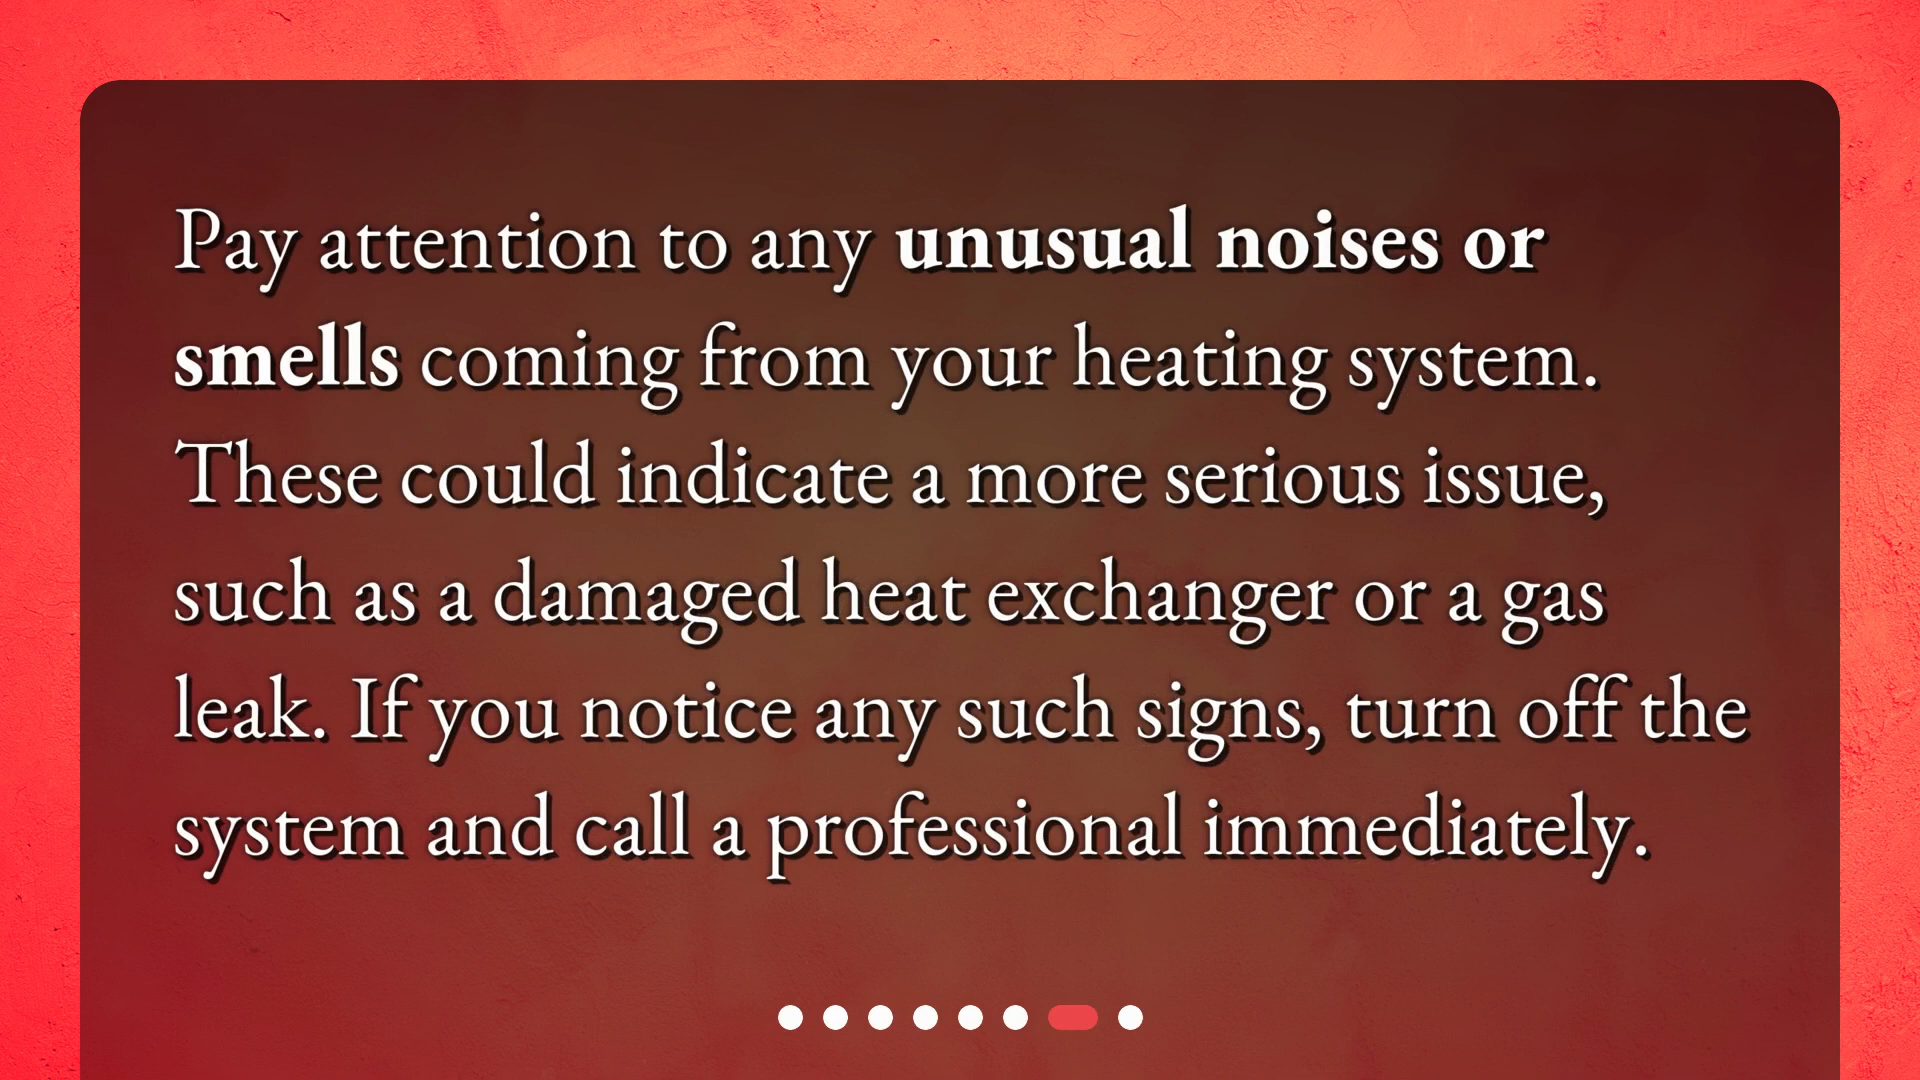 Pay attention to any unusual noises or
smells coming from your heating system.
These could indicate a more serious issue,
such as a damaged heat exchanger or a gas
leak. If you notice any such signs, turn off the
system and call a professional immediately.